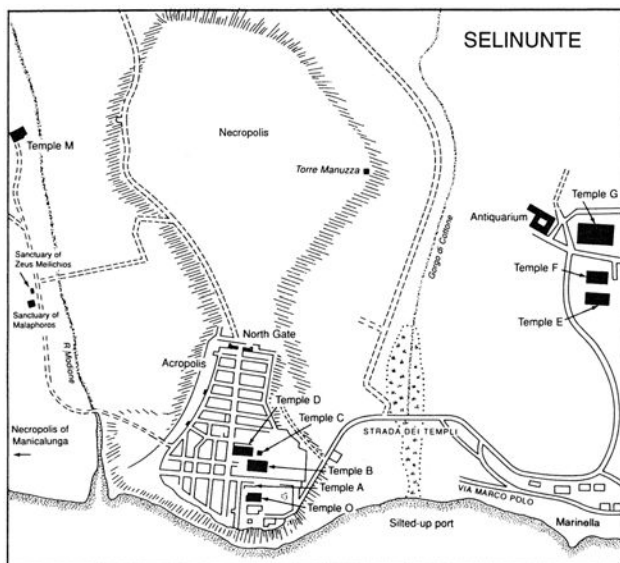 SELINUNTE
Necropolis
Torre Manuzza
Temple M
Temple G
Antiquarium
Gorgo di Cottone
Sanctuary of
Zeus Meilichios
Temple F
Sanctuary of
Malaphoros
Temple E
R. Modione
North Gate
Acropolis
Temple D
Temple C
STRADA DEI TEMPLI
Necropolis of
Manicalunga
Temple B
Temple A
VIA MARCO POLO
Temple O
Silted-up port
Marinella